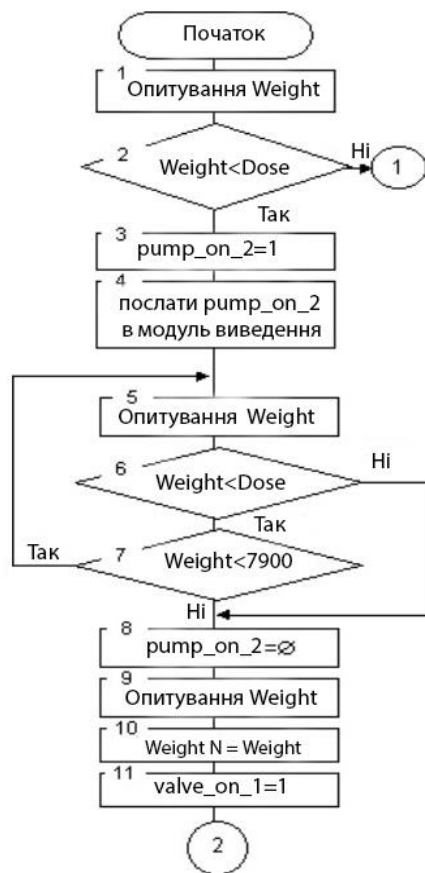 Початок
1
Опитування Weight
2
Weight<Dose
Ні
1
Так
3
pump_on_2=1
4
послати pump_on_2
в модуль виведення
5
Опитування Weight
6
Weight<Dose
Ні
Так
Так
7
Weight<7900
Ні
8
pump_on_2=∅
9
Опитування Weight
10
Weight N = Weight
11
valve_on_1=1
2